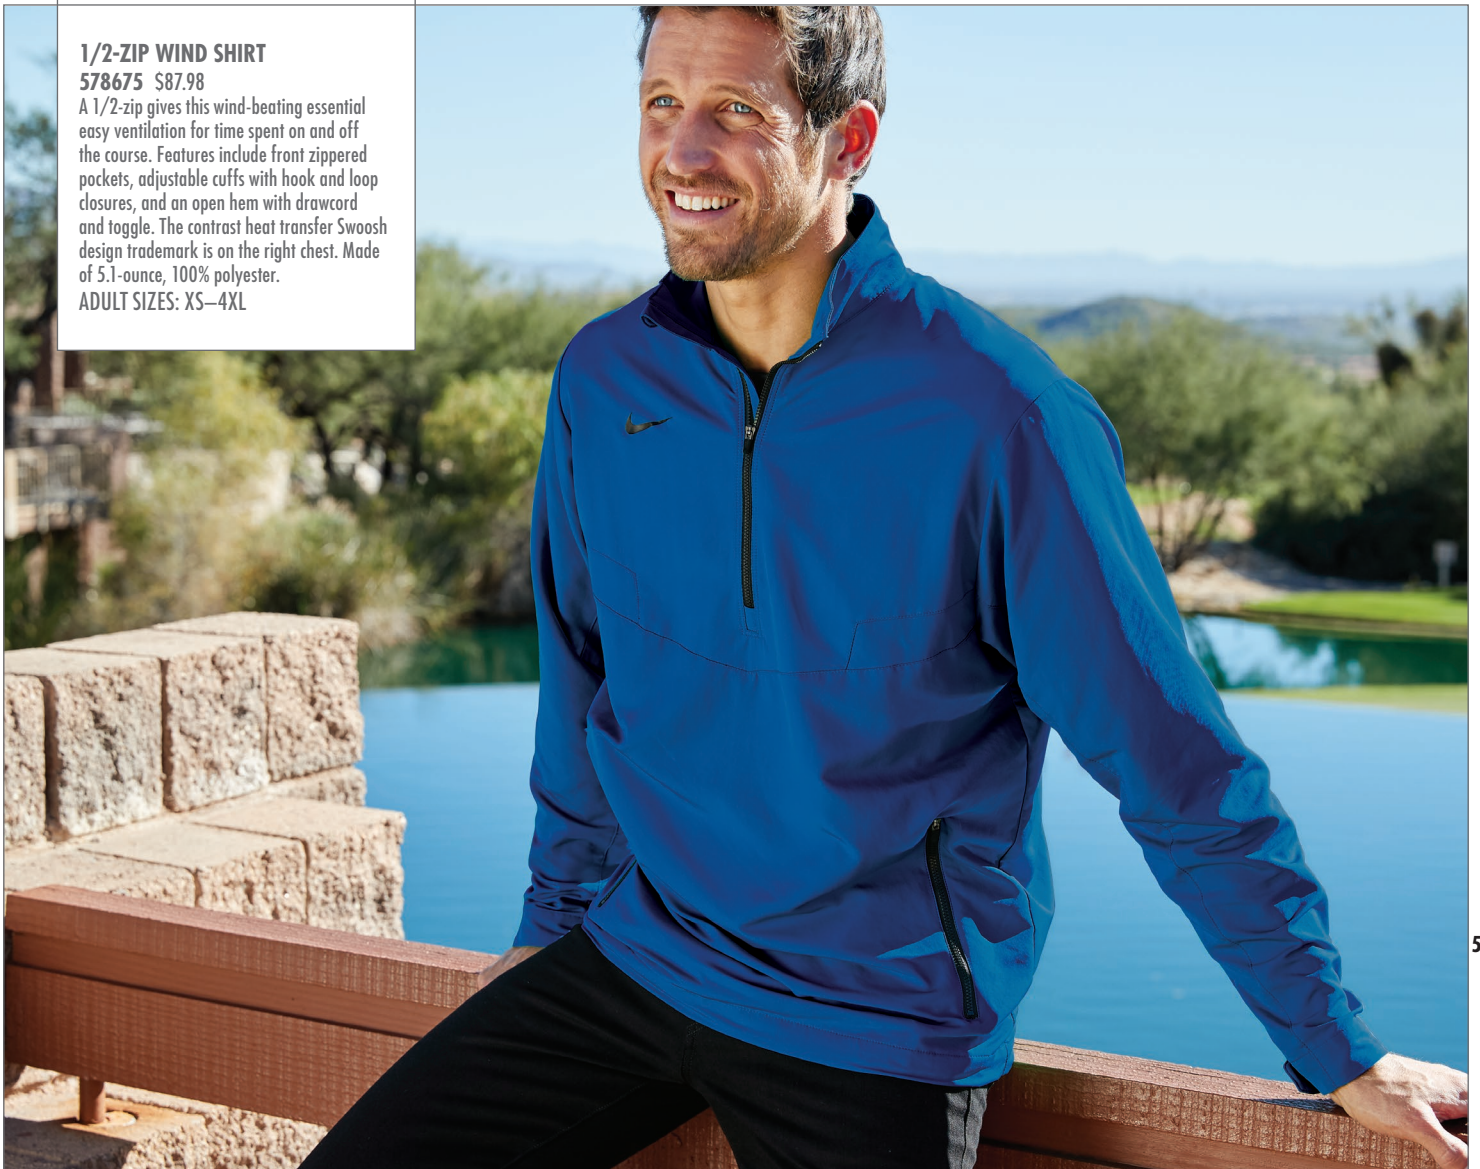 1/2-ZIP WIND SHIRT
578675 $87.98
A 1/2-zip gives this wind-beating essential
easy ventilation for time spent on and off
the course. Features include front zippered
pockets, adjustable cuffs with hook and loop
closures, and an open hem with drawcord
and toggle. The contrast heat transfer Swoosh
design trademark is on the right chest. Made
of 5.1-ounce, 100% polyester.
ADULT SIZES: XS–4XL
5